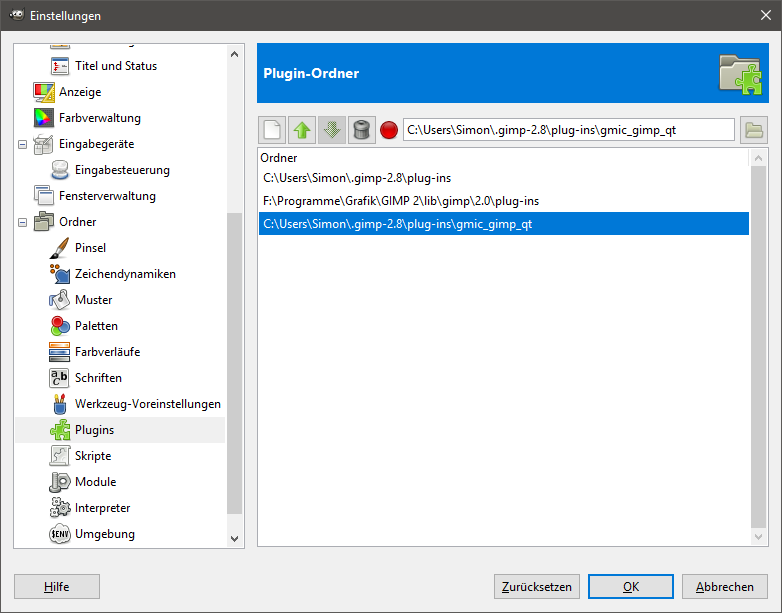 Einstellungen
Titel und Status
Anzeige
Farbverwaltung
Eingabegeräte
Eingabesteuerung
Fensterverwaltung
Ordner
Pinsel
Zeichendynamiken
Muster
Paletten
Farbverläufe
Schriften
Werkzeug-Voreinstellungen
Plugins
Skripte
Module
Interpreter
$ENV Umgebung
Plugin-Ordner
C:\Users\Simon\.gimp-2.8\plug-ins\gmic_gimp_qt
Ordner
C:\Users\Simon\.gimp-2.8\plug-ins
F:\Programme\Grafik\GIMP 2\lib\gimp\2.0\plug-ins
C:\Users\Simon\.gimp-2.8\plug-ins\gmic_gimp_qt
Hilfe
Zurücksetzen
OK
Abbrechen